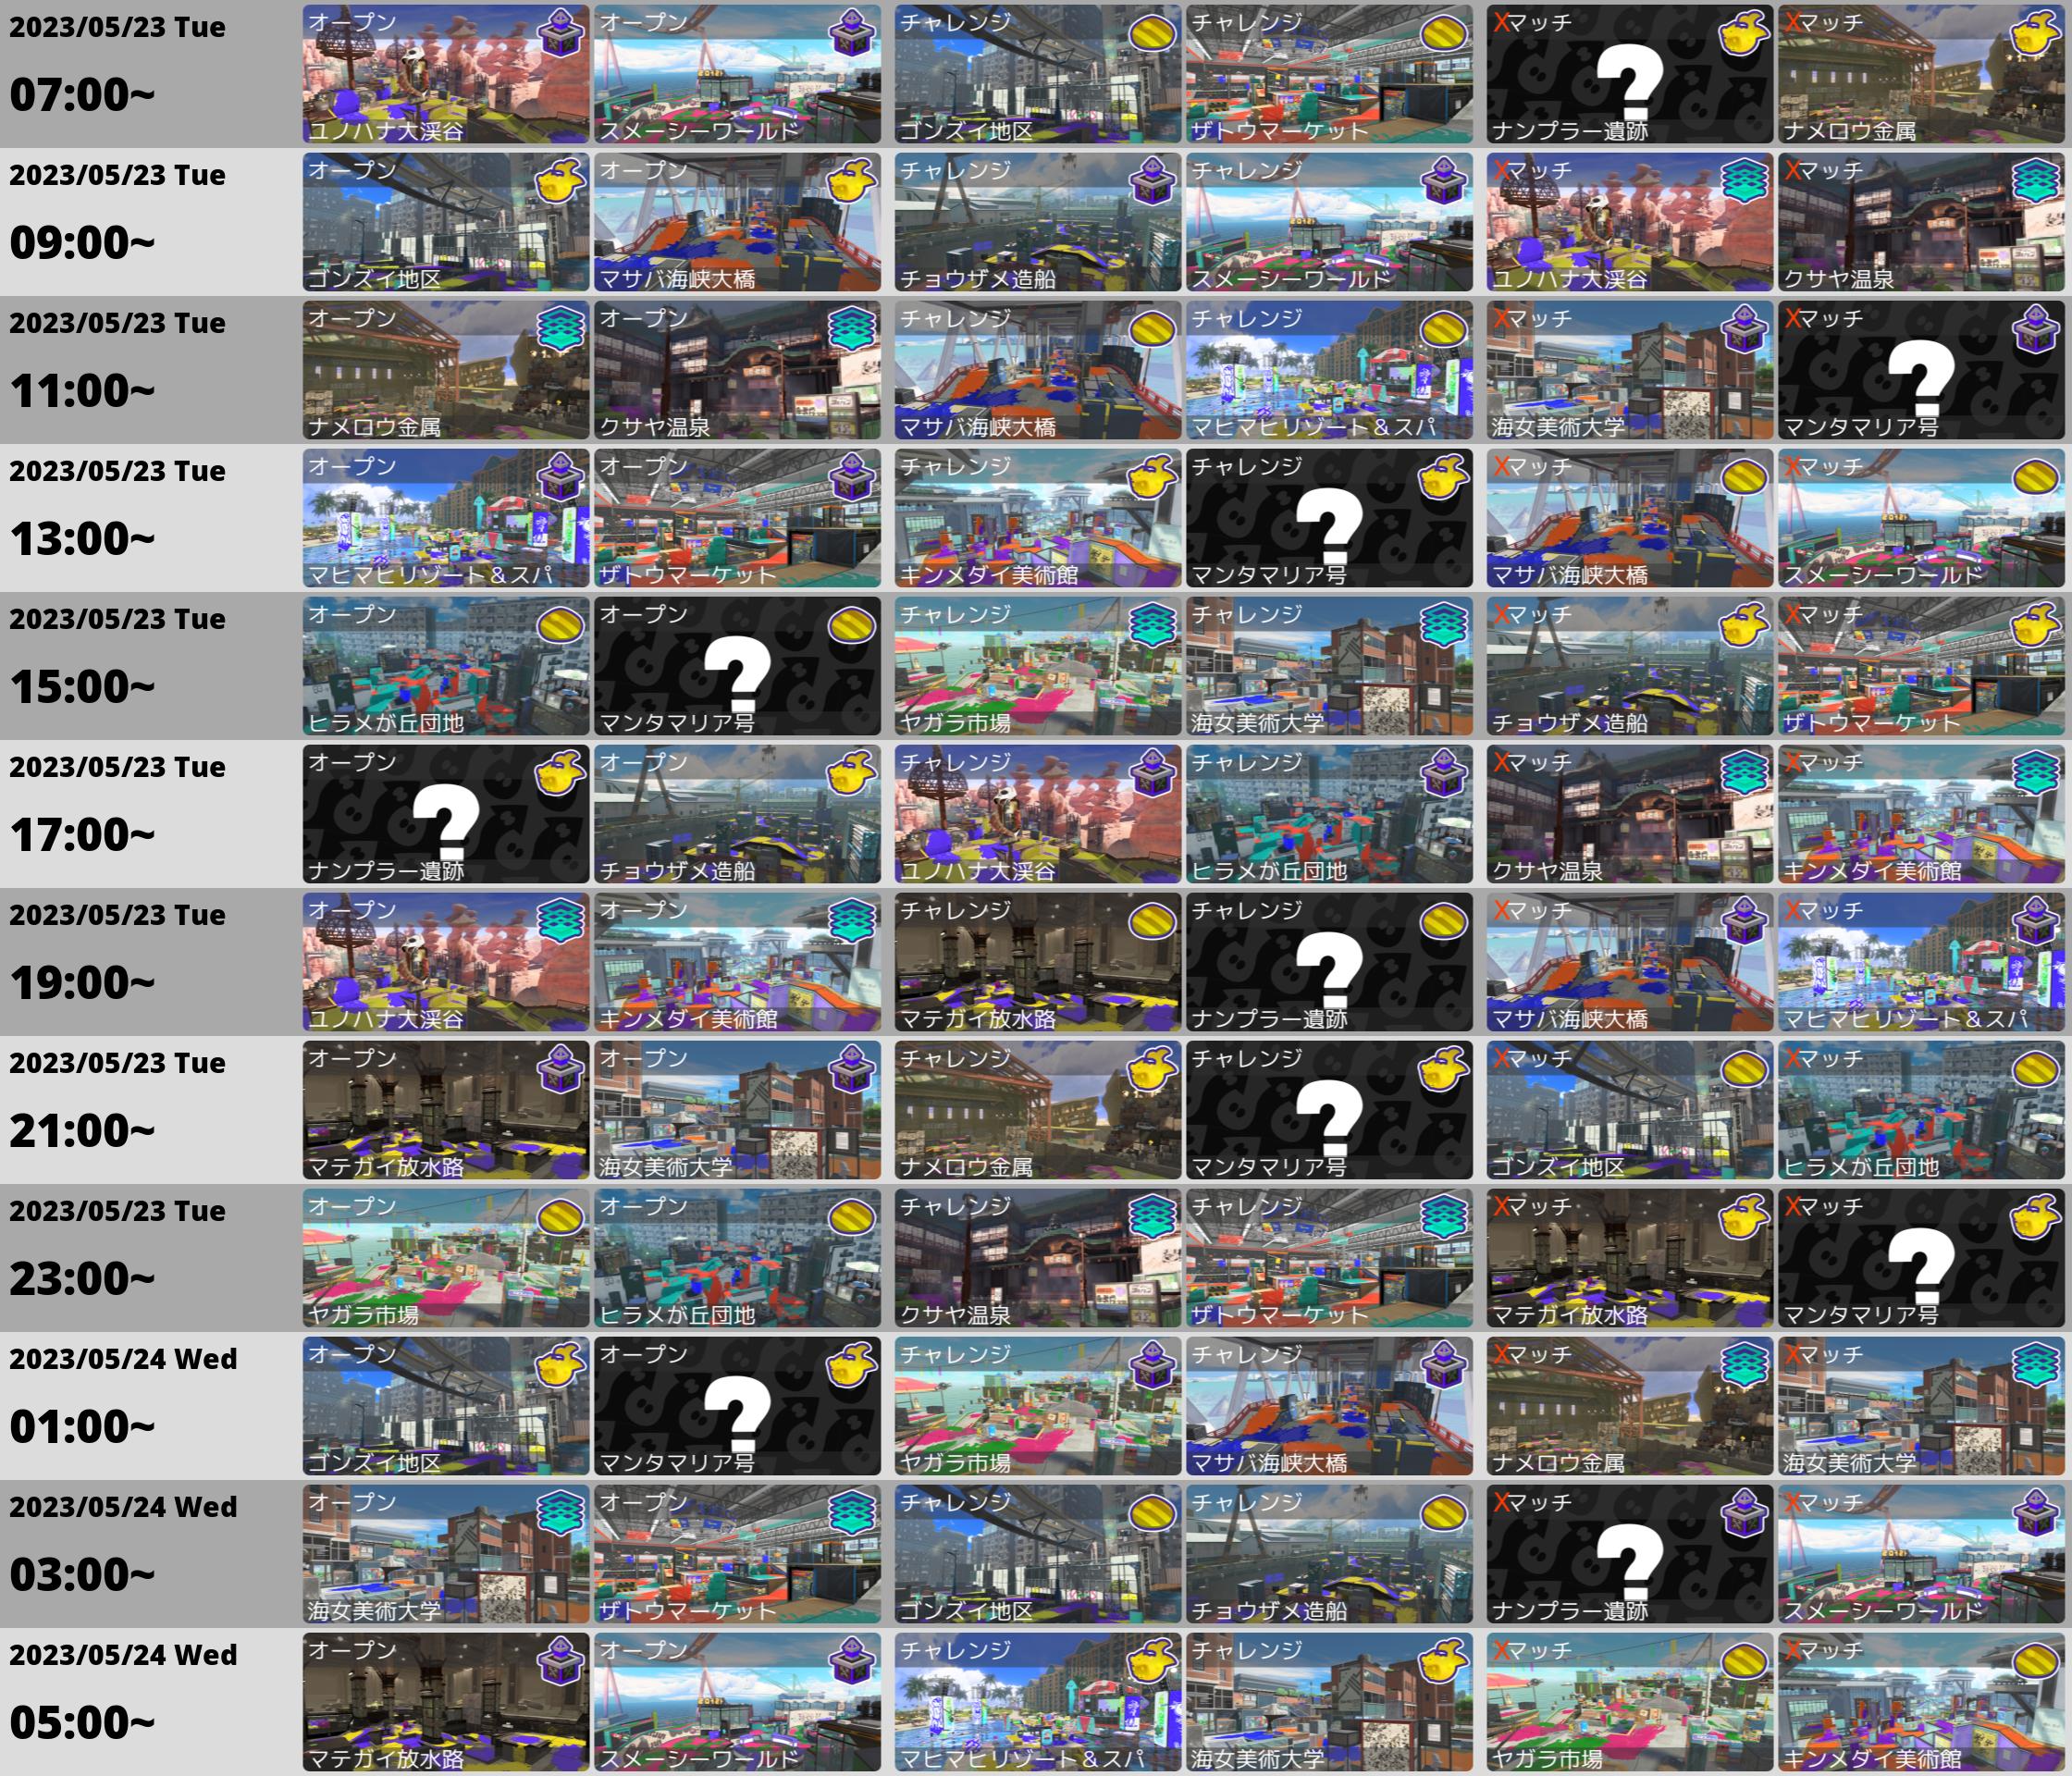 2023/05/23 Tue
07:00~
オープン
ユノハナ大渓谷
オープン
スメーシーワールド
チャレンジ
ゴンズイ地区
チャレンジ
ザトウマーケット
Xマッチ
?
ナンプラー遺跡
Xマッチ
ナメロウ金属
2023/05/23 Tue
09:00~
オープン
ゴンズイ地区
オープン
マサバ海峡大橋
チャレンジ
チョウザメ造船
チャレンジ
スメーシーワールド
Xマッチ
ユノハナ大渓谷
Xマッチ
クサヤ温泉
2023/05/23 Tue
11:00~
オープン
ナメロウ金属
オープン
クサヤ温泉
チャレンジ
マサバ海峡大橋
チャレンジ
マヒマヒリゾート&スパ
Xマッチ
海女美術大学
Xマッチ
?
マンタマリア号
2023/05/23 Tue
13:00~
オープン
マヒマヒリゾート&スパ
オープン
ザトウマーケット
チャレンジ
キンメダイ美術館
チャレンジ
?
マンタマリア号
Xマッチ
マサバ海峡大橋
Xマッチ
スメーシーワールド
2023/05/23 Tue
15:00~
オープン
ヒラメが丘団地
オープン
?
マンタマリア号
チャレンジ
ヤガラ市場
チャレンジ
海女美術大学
Xマッチ
チョウザメ造船
Xマッチ
ザトウマーケット
2023/05/23 Tue
17:00~
オープン
?
ナンプラー遺跡
オープン
チョウザメ造船
チャレンジ
ユノハナ大渓谷
チャレンジ
ヒラメが丘団地
Xマッチ
クサヤ温泉
Xマッチ
キンメダイ美術館
2023/05/23 Tue
19:00~
オープン
ユノハナ大渓谷
オープン
キンメダイ美術館
チャレンジ
マテガイ放水路
チャレンジ
?
ナンプラー遺跡
Xマッチ
マサバ海峡大橋
Xマッチ
マヒマヒリゾート&スパ
2023/05/23 Tue
21:00~
オープン
マテガイ放水路
オープン
海女美術大学
チャレンジ
ナメロウ金属
チャレンジ
?
マンタマリア号
Xマッチ
ゴンズイ地区
Xマッチ
ヒラメが丘団地
2023/05/23 Tue
23:00~
オープン
ヤガラ市場
オープン
ヒラメが丘団地
チャレンジ
クサヤ温泉
チャレンジ
ザトウマーケット
Xマッチ
マテガイ放水路
Xマッチ
?
マンタマリア号
2023/05/24 Wed
01:00~
オープン
ゴンズイ地区
オープン
?
マンタマリア号
チャレンジ
ヤガラ市場
チャレンジ
マサバ海峡大橋
Xマッチ
ナメロウ金属
Xマッチ
海女美術大学
2023/05/24 Wed
03:00~
オープン
海女美術大学
オープン
ザトウマーケット
チャレンジ
ゴンズイ地区
チャレンジ
チョウザメ造船
Xマッチ
?
ナンプラー遺跡
Xマッチ
スメーシーワールド
2023/05/24 Wed
05:00~
オープン
マテガイ放水路
オープン
スメーシーワールド
チャレンジ
マヒマヒリゾート&スパ
チャレンジ
海女美術大学
Xマッチ
ヤガラ市場
Xマッチ
キンメダイ美術館